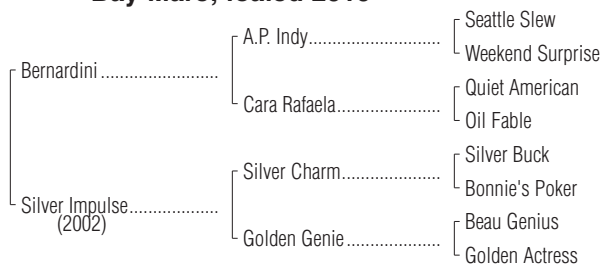 Bay Mare; foaled
Seattle Slew
A.P. Indy
Weekend Surprise
Bernardini
Quiet American
Cara Rafaela
Oil Fable
Silver Buck
Silver Charm
Bonnie's Poker
Silver Impulse
(2002)
Beau Genius
Golden Genie
Golden Actress